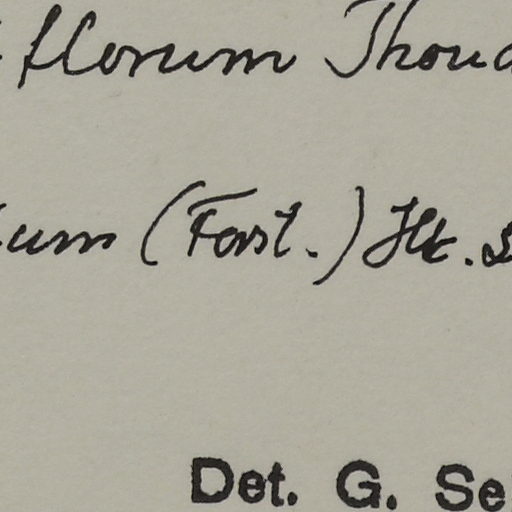 florum Thou
um (Forst.) Hk. s
Det. G. Se